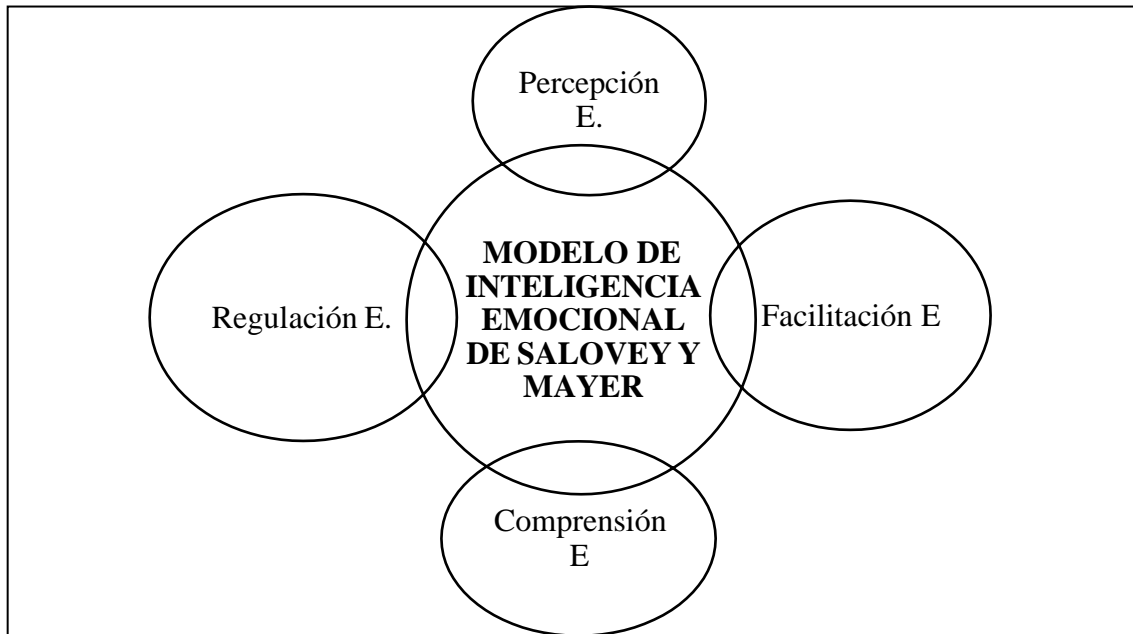 Percepción
E.
MODELO DE
INTELIGENCIA
EMOCIONAL
DE SALOVEY Y
MAYER
Regulación E.
Facilitación E
Comprensión
E